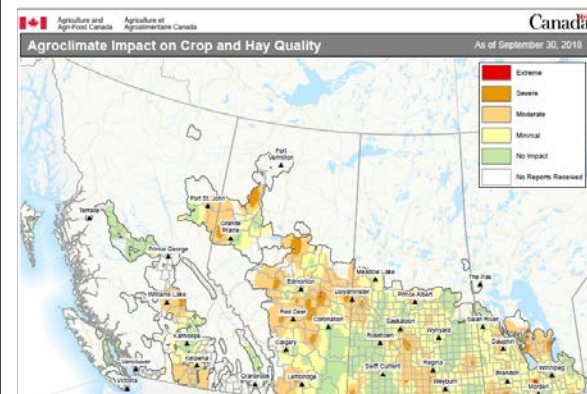 Agriculture and Agri-Food Canada
Agriculture et Agroalimentaire Canada
Canada
Agroclimate Impact on Crop and Hay Quality
As of September 30, 2018
Extreme
Severe
Moderate
Minimal
No Impact
No Reports Received
Fort Vermilion
Fort St. John
Grande Prairie
Terrace
Prince George
Meadow Lake
The Pas
Edmonton
Lloydminster
Prince Albert
Williams Lake
Red Deer
Coronation
Saskatoon
Swan River
Rosetown
Wynyard
Dauphin
Kamloops
Calgary
Vancouver
Kelowna
Swift Current
Regina
Winnipeg
Victoria
Cranbrook
Lethbridge
Weyburn
Brandon
Morden